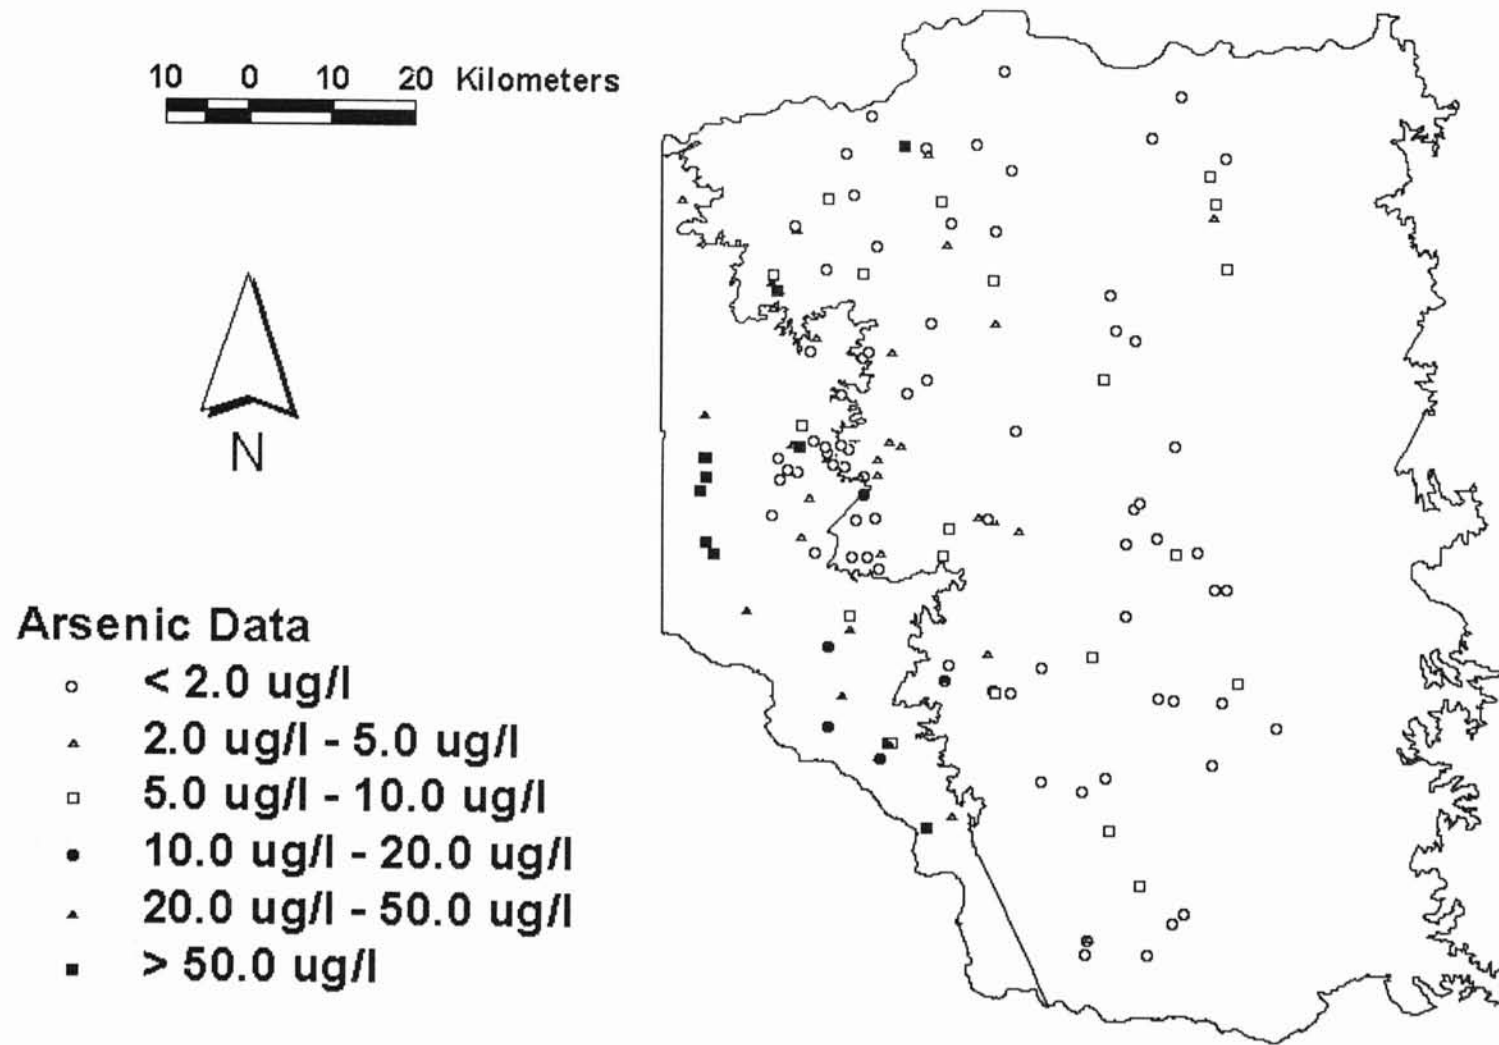 10 0 10 20 Kilometers
N
Arsenic Data
< 2.0 ug/l
2.0 ug/l - 5.0 ug/l
5.0 ug/l - 10.0 ug/l
10.0 ug/l - 20.0 ug/l
20.0 ug/l - 50.0 ug/l
> 50.0 ug/l